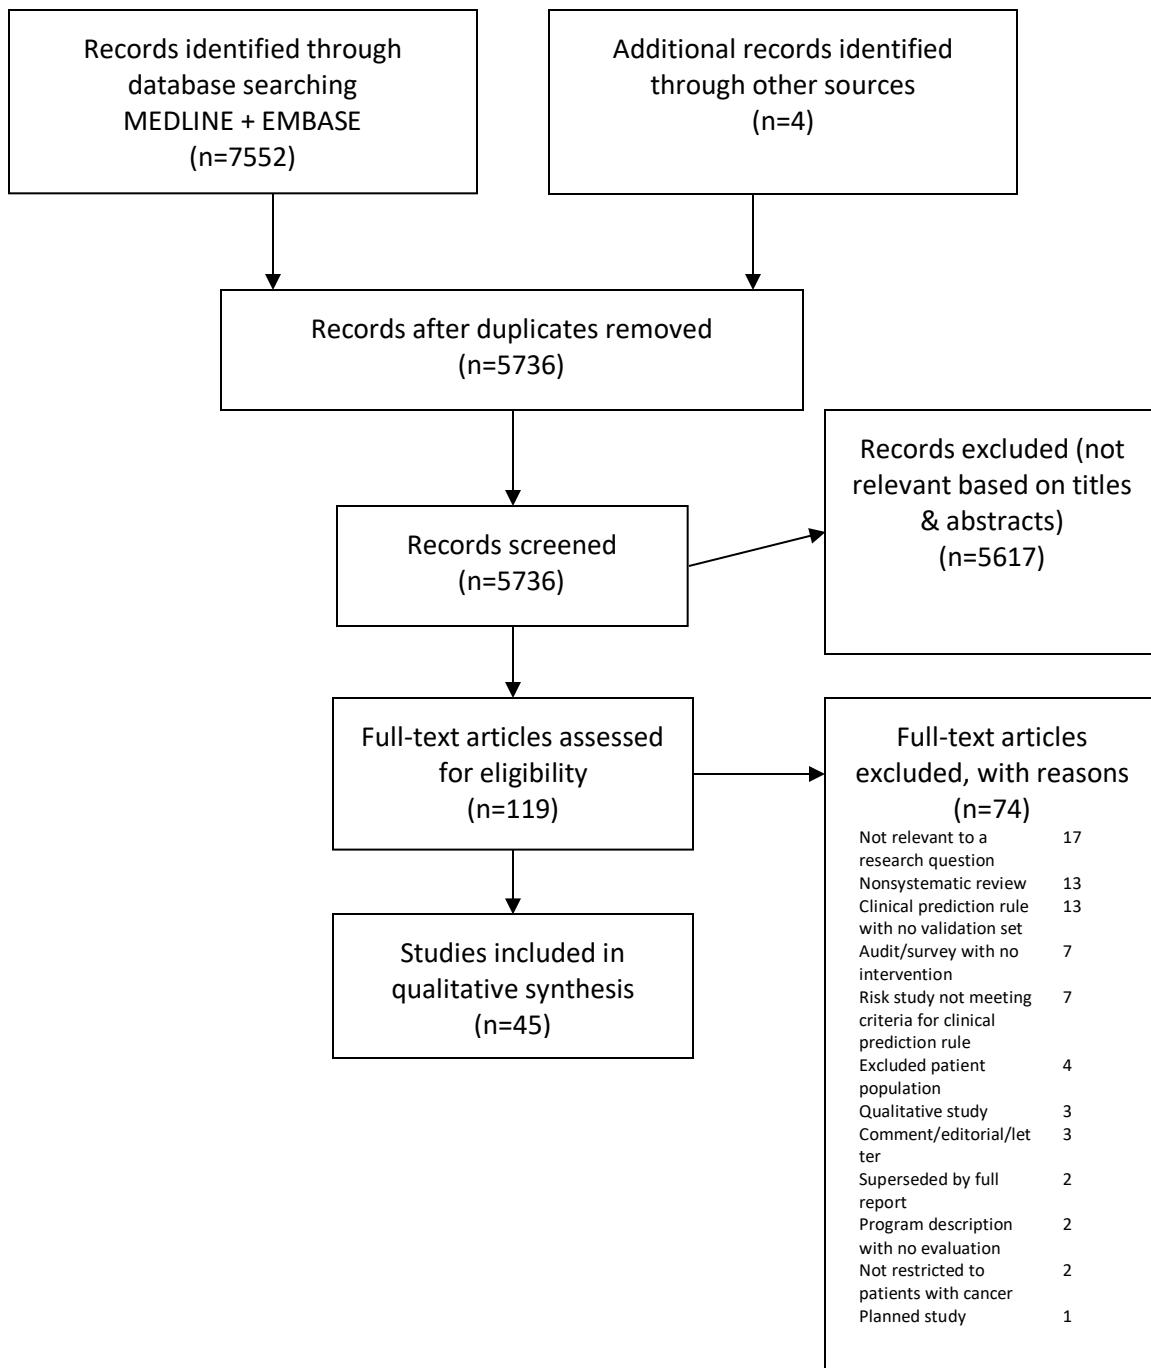 Records identified through
database searching
MEDLINE + EMBASE
(n=7552)
Additional records identified
through other sources
(n=4)
Records after duplicates removed
(n=5736)
Records screened
(n=5736)
Records excluded (not
relevant based on titles
& abstracts)
(n=5617)
Full-text articles assessed
for eligibility
(n=119)
Full-text articles
excluded, with reasons
(n=74)
Not relevant to a 17
research question
Nonsystematic review 13
Clinical prediction rule 13
with no validation set
Audit/survey with no 7
intervention
Risk study not meeting 7
criteria for clinical
prediction rule
Excluded patient 4
population
Qualitative study 3
Comment/editorial/let 3
ter
Superseded by full 2
report
Program description 2
with no evaluation
Not restricted to 2
patients with cancer
Planned study 1
Studies included in
qualitative synthesis
(n=45)